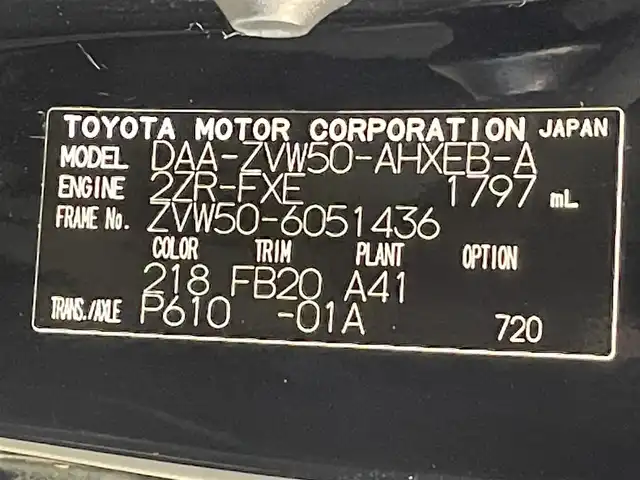 TOYOTA MOTOR CORPORATION JAPAN
MODEL DAA-ZVW50-AHXEB-A
ENGINE 2ZR-FXE 1797 mL
FRAME No. ZVW50-6051436
COLOR TRIM PLANT OPTION
218 FB20 A41
TRANS./AXLE P610 -01A 720